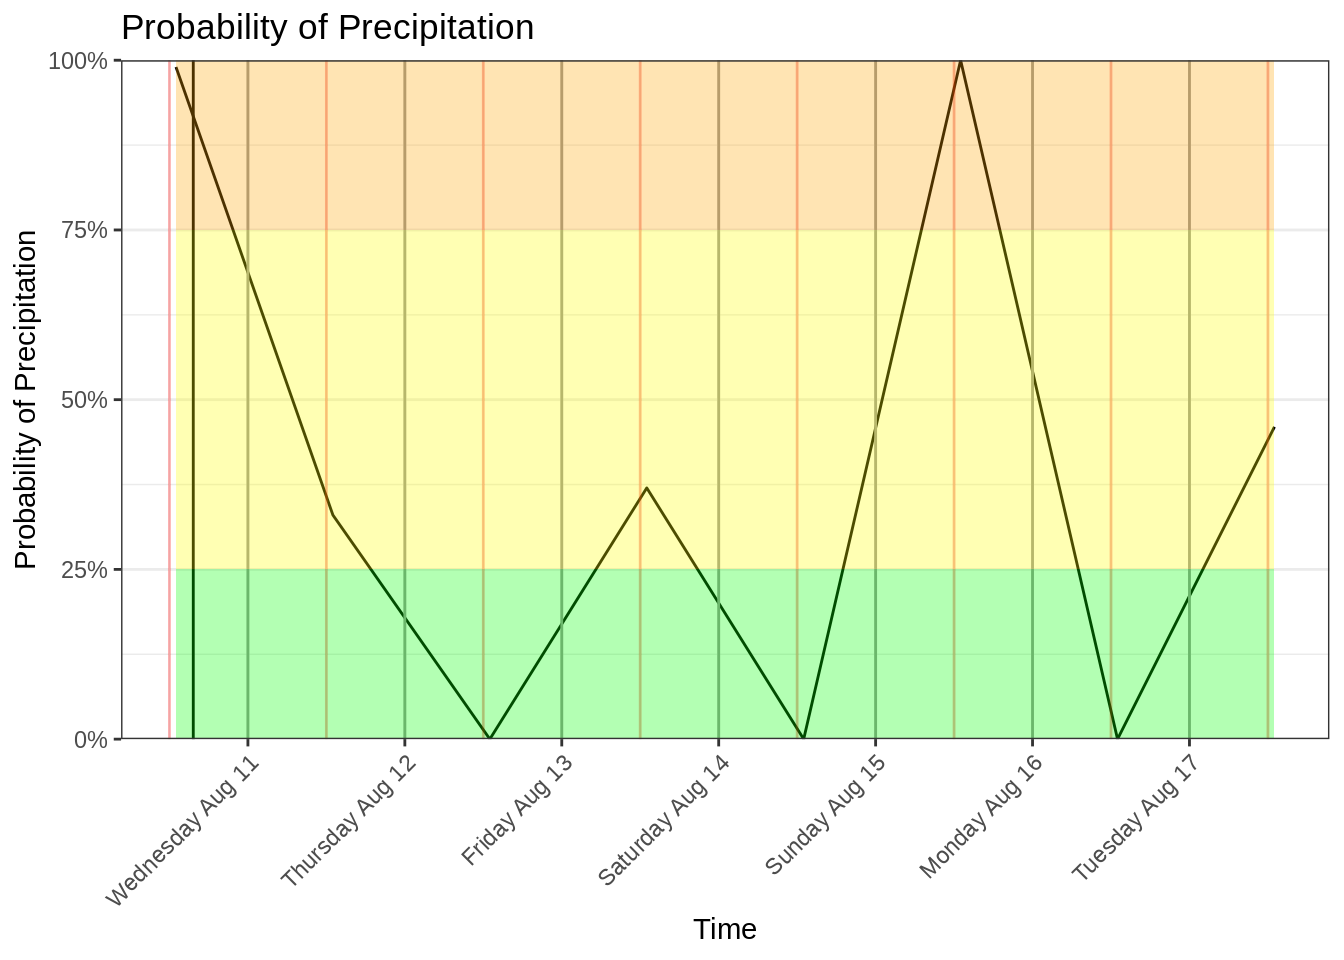 Probability of Precipitation
Probability of Precipitation
100%
75%
50%
25%
0%
Wednesday Aug 11
Thursday Aug 12
Friday Aug 13
Saturday Aug 14
Sunday Aug 15
Monday Aug 16
Tuesday Aug 17
Time